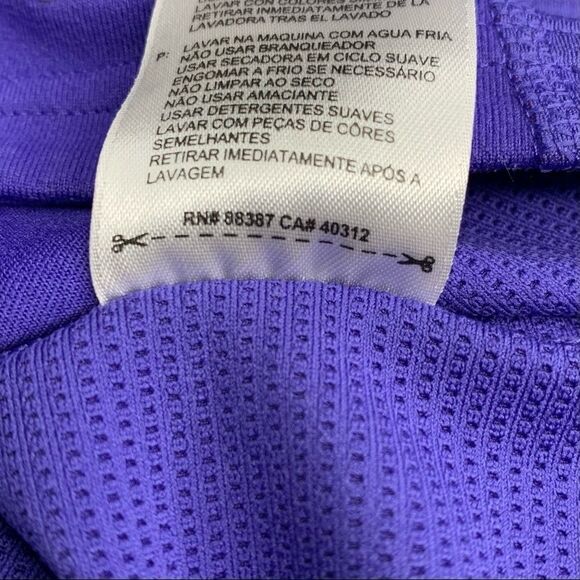 LAVAR CON COLORES
RETIRAR INMEDIATAMENTE DE LA
LAVADORA TRAS EL LAVADO
P: LAVAR NA MAQUINA COM AGUA FRIA
NÃO USAR BRANQUEADOR
USAR SECADORA EM CICLO SUAVE
ENGOMAR A FRIO SE NECESSÁRIO
NÃO LIMPAR AO SECO
NÃO USAR AMACIANTE
USAR DETERGENTES SUAVES
LAVAR COM PEÇAS DE CÔRES
SEMELHANTES
RETIRAR IMEDIATAMENTE APÓS A
LAVAGEM
RN# 88387 CA# 40312